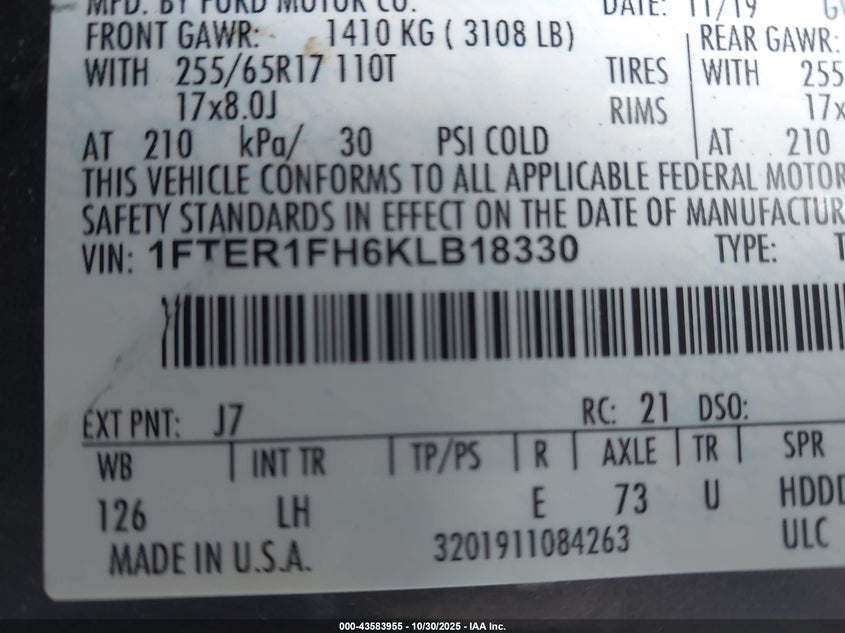 MFD. BY FORD MOTOR CO. DATE: 11/19
FRONT GAWR: 1410 KG ( 3108 LB) REAR GAWR:
WITH 255/65R17 110T TIRES WITH 255
17x8.0J RIMS 17x
AT 210 kPa/ 30 PSI COLD AT 210
THIS VEHICLE CONFORMS TO ALL APPLICABLE FEDERAL MOTOR
SAFETY STANDARDS IN EFFECT ON THE DATE OF MANUFACTUR
VIN: 1FTER1FH6KLB18330 TYPE: T
EXT PNT: J7 RC: 21 DSO:
WB INT TR TP/PS R AXLE TR SPR
126 LH E 73 U HDDD
MADE IN U.S.A. 3201911084263 ULC
000-43583955 - 10/30/2025 - IAA Inc.